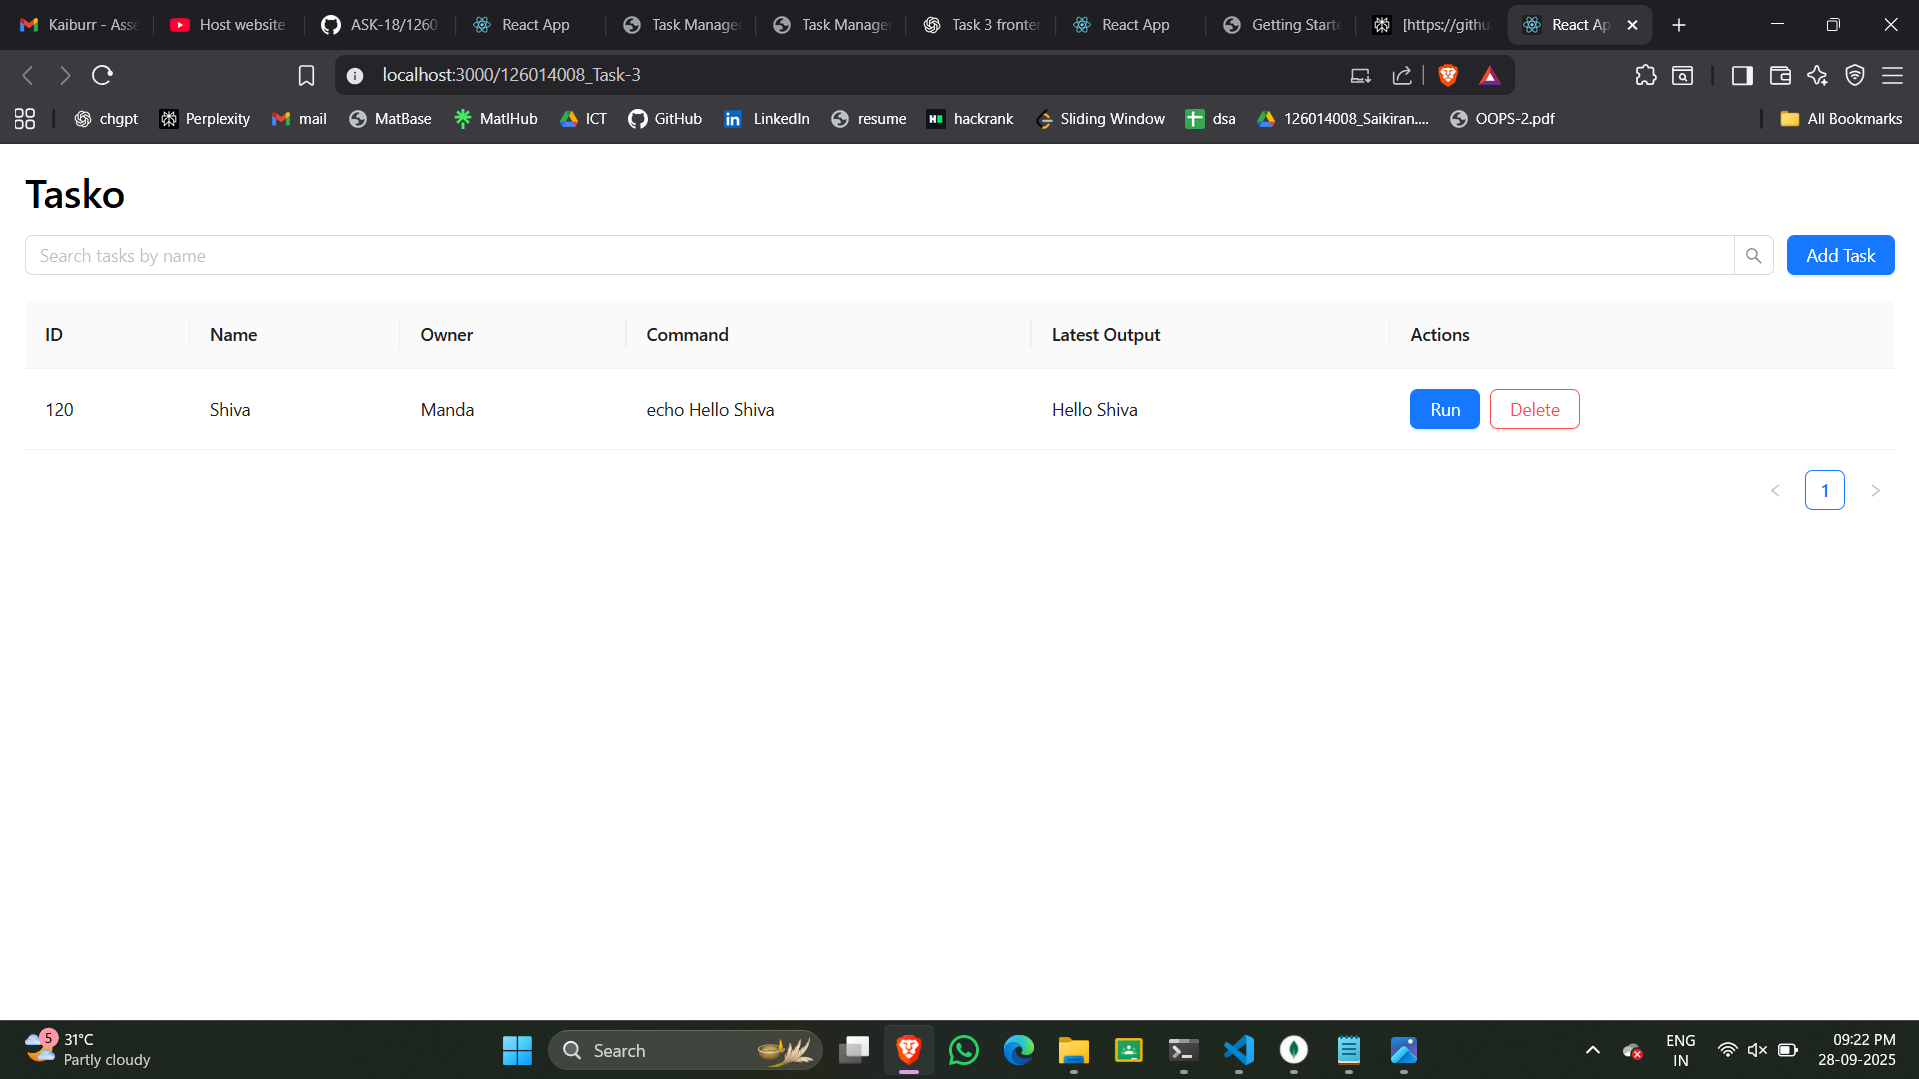 Kaiburr - Asse
Host website
ASK-18/1260
React App
Task Manage
Task Manage
Task 3 fronter
React App
Getting Starte
[https://githu
React Ap
localhost:3000/126014008_Task-3
chgpt
Perplexity
mail
MatBase
MatlHub
ICT
GitHub
LinkedIn
resume
hackrank
Sliding Window
dsa
126014008_Saikiran....
OOPS-2.pdf
All Bookmarks
Tasko
Search tasks by name
Add Task
ID Name Owner Command Latest Output Actions
120 Shiva Manda echo Hello Shiva Hello Shiva Run Delete
< 1 >
5
31°C
Partly cloudy
Search
ENG
IN
09:22 PM
28-09-2025